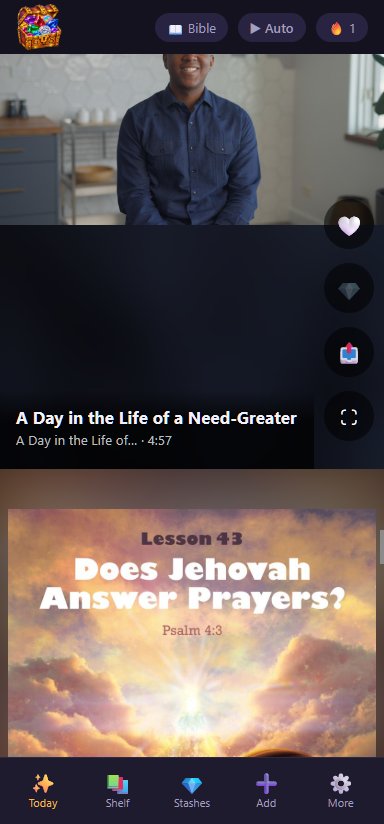 Bible
Auto
1
A Day in the Life of a Need-Greater
A Day in the Life of... · 4:57
Lesson 43
Does Jehovah
Answer Prayers?
Psalm 4:3
Today
Shelf
Stashes
Add
More